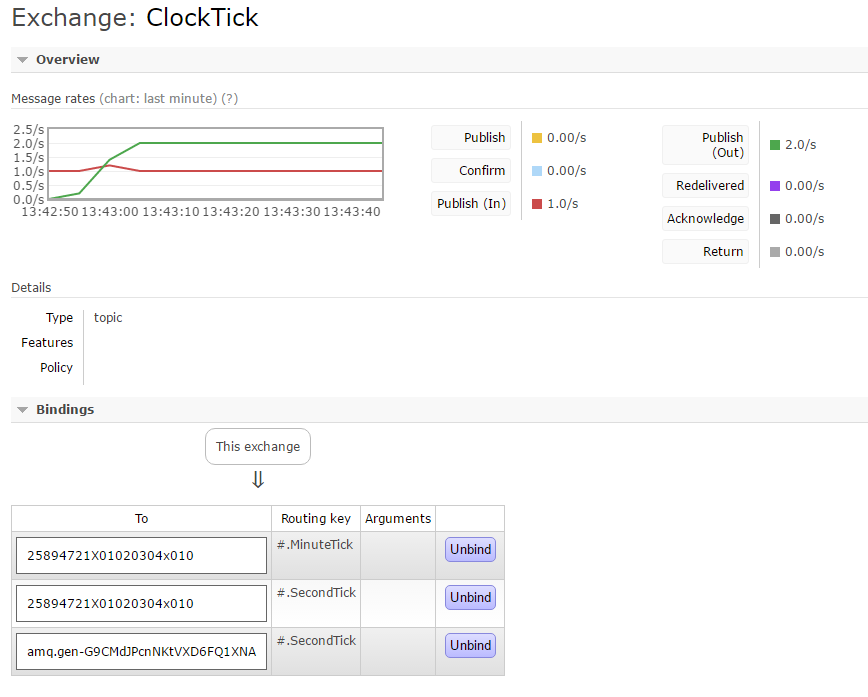 Exchange: ClockTick
Overview
Message rates (chart: last minute) (?)
2.5/s
2.0/s
1.5/s
1.0/s
0.5/s
0.0/s
13:42:50 13:43:00 13:43:10 13:43:20 13:43:30 13:43:40
Publish 0.00/s
Confirm 0.00/s
Publish (In) 1.0/s
Publish
(Out) 2.0/s
Redelivered 0.00/s
Acknowledge 0.00/s
Return 0.00/s
Details
Type topic
Features
Policy
Bindings
This exchange
⇓
To Routing key Arguments
25894721X01020304x010 #.MinuteTick Unbind
25894721X01020304x010 #.SecondTick Unbind
amq.gen-G9CMdJPcnNKtVXD6FQ1XNA #.SecondTick Unbind